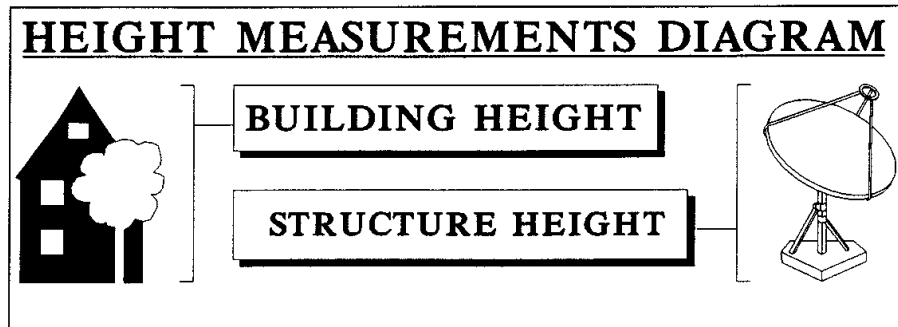 HEIGHT MEASUREMENTS DIAGRAM
BUILDING HEIGHT
STRUCTURE HEIGHT